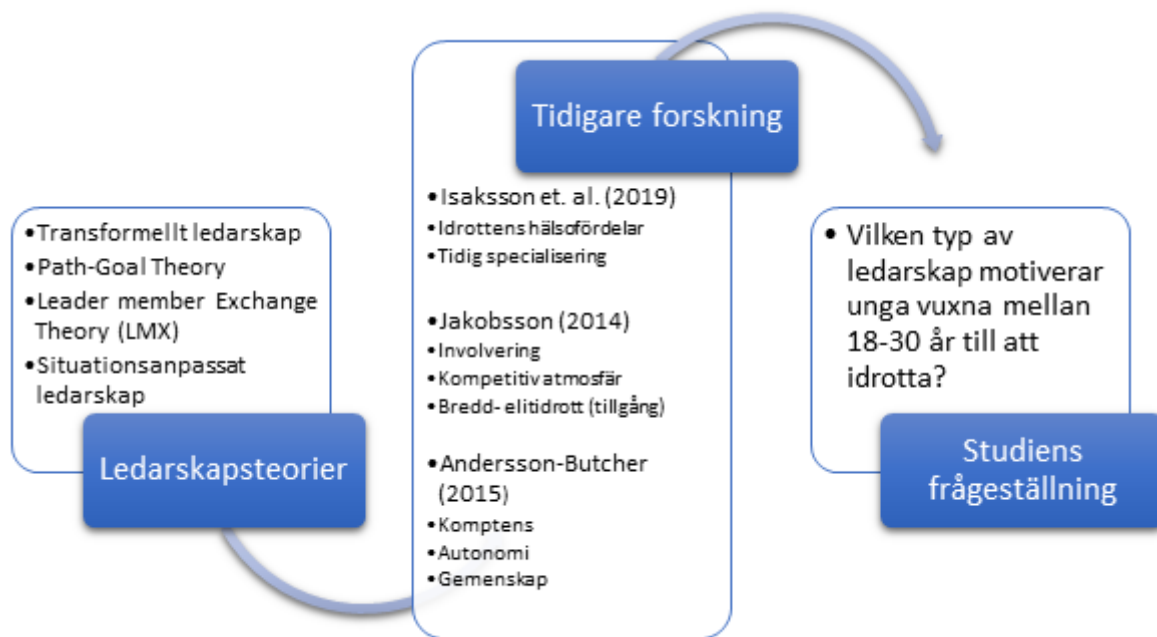 •Transformellt ledarskap
•Path-Goal Theory
•Leader member Exchange
Theory (LMX)
•Situationsanpassat
ledarskap
Ledarskapsteorier
Tidigare forskning
•Isaksson et. al. (2019)
•Idrottens hälsofördelar
•Tidig specialisering
•Jakobsson (2014)
•Involvering
•Kompetitiv atmosfär
•Bredd- elitidrott (tillgång)
•Andersson-Butcher
(2015)
•Komptens
•Autonomi
•Gemenskap
• Vilken typ av
ledarskap motiverar
unga vuxna mellan
18-30 år till att
idrotta?
Studiens
frågeställning